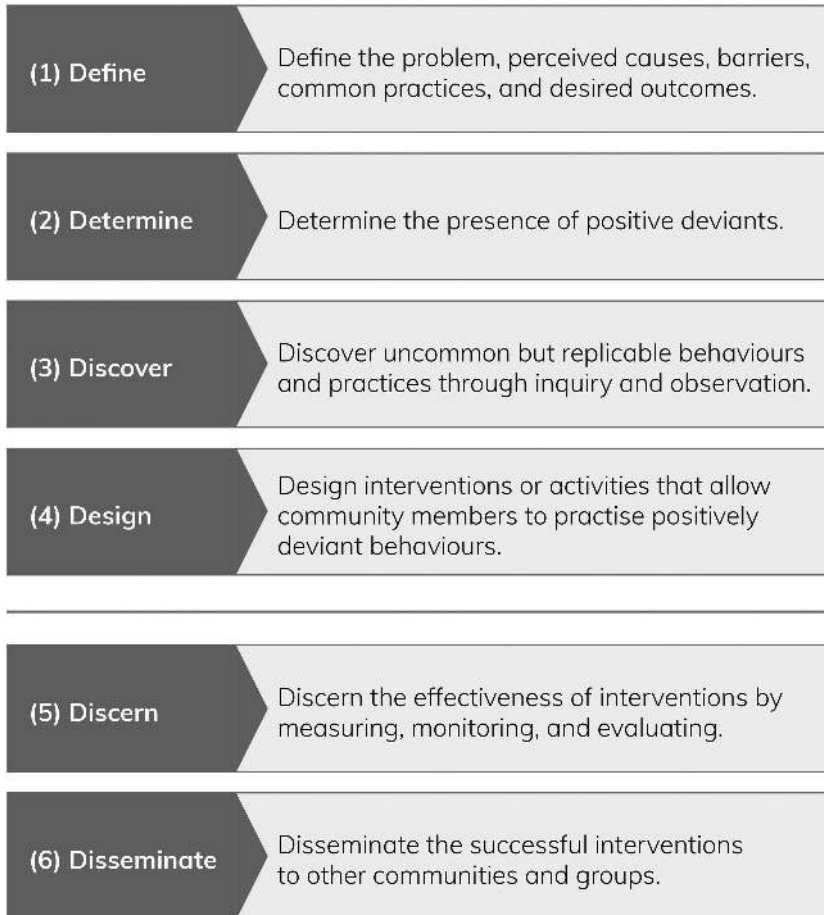 (1) Define
Define the problem, perceived causes, barriers,
common practices, and desired outcomes.
(2) Determine
Determine the presence of positive deviants.
(3) Discover
Discover uncommon but replicable behaviours
and practices through inquiry and observation.
(4) Design
Design interventions or activities that allow
community members to practise positively
deviant behaviours.
(5) Discern
Discern the effectiveness of interventions by
measuring, monitoring, and evaluating.
(6) Disseminate
Disseminate the successful interventions
to other communities and groups.